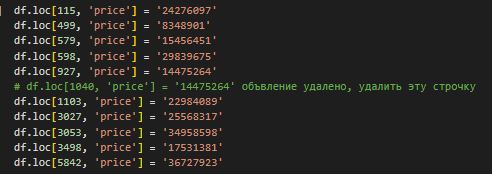 df.loc[115, 'price'] = '24276097'
df.loc[499, 'price'] = '8348901'
df.loc[579, 'price'] = '15456451'
df.loc[598, 'price'] = '29839675'
df.loc[927, 'price'] = '14475264'
# df.loc[1040, 'price'] = '14475264' объвление удалено, удалить эту строчку
df.loc[1103, 'price'] = '22984089'
df.loc[3027, 'price'] = '25568317'
df.loc[3053, 'price'] = '34958598'
df.loc[3498, 'price'] = '17531381'
df.loc[5842, 'price'] = '36727923'